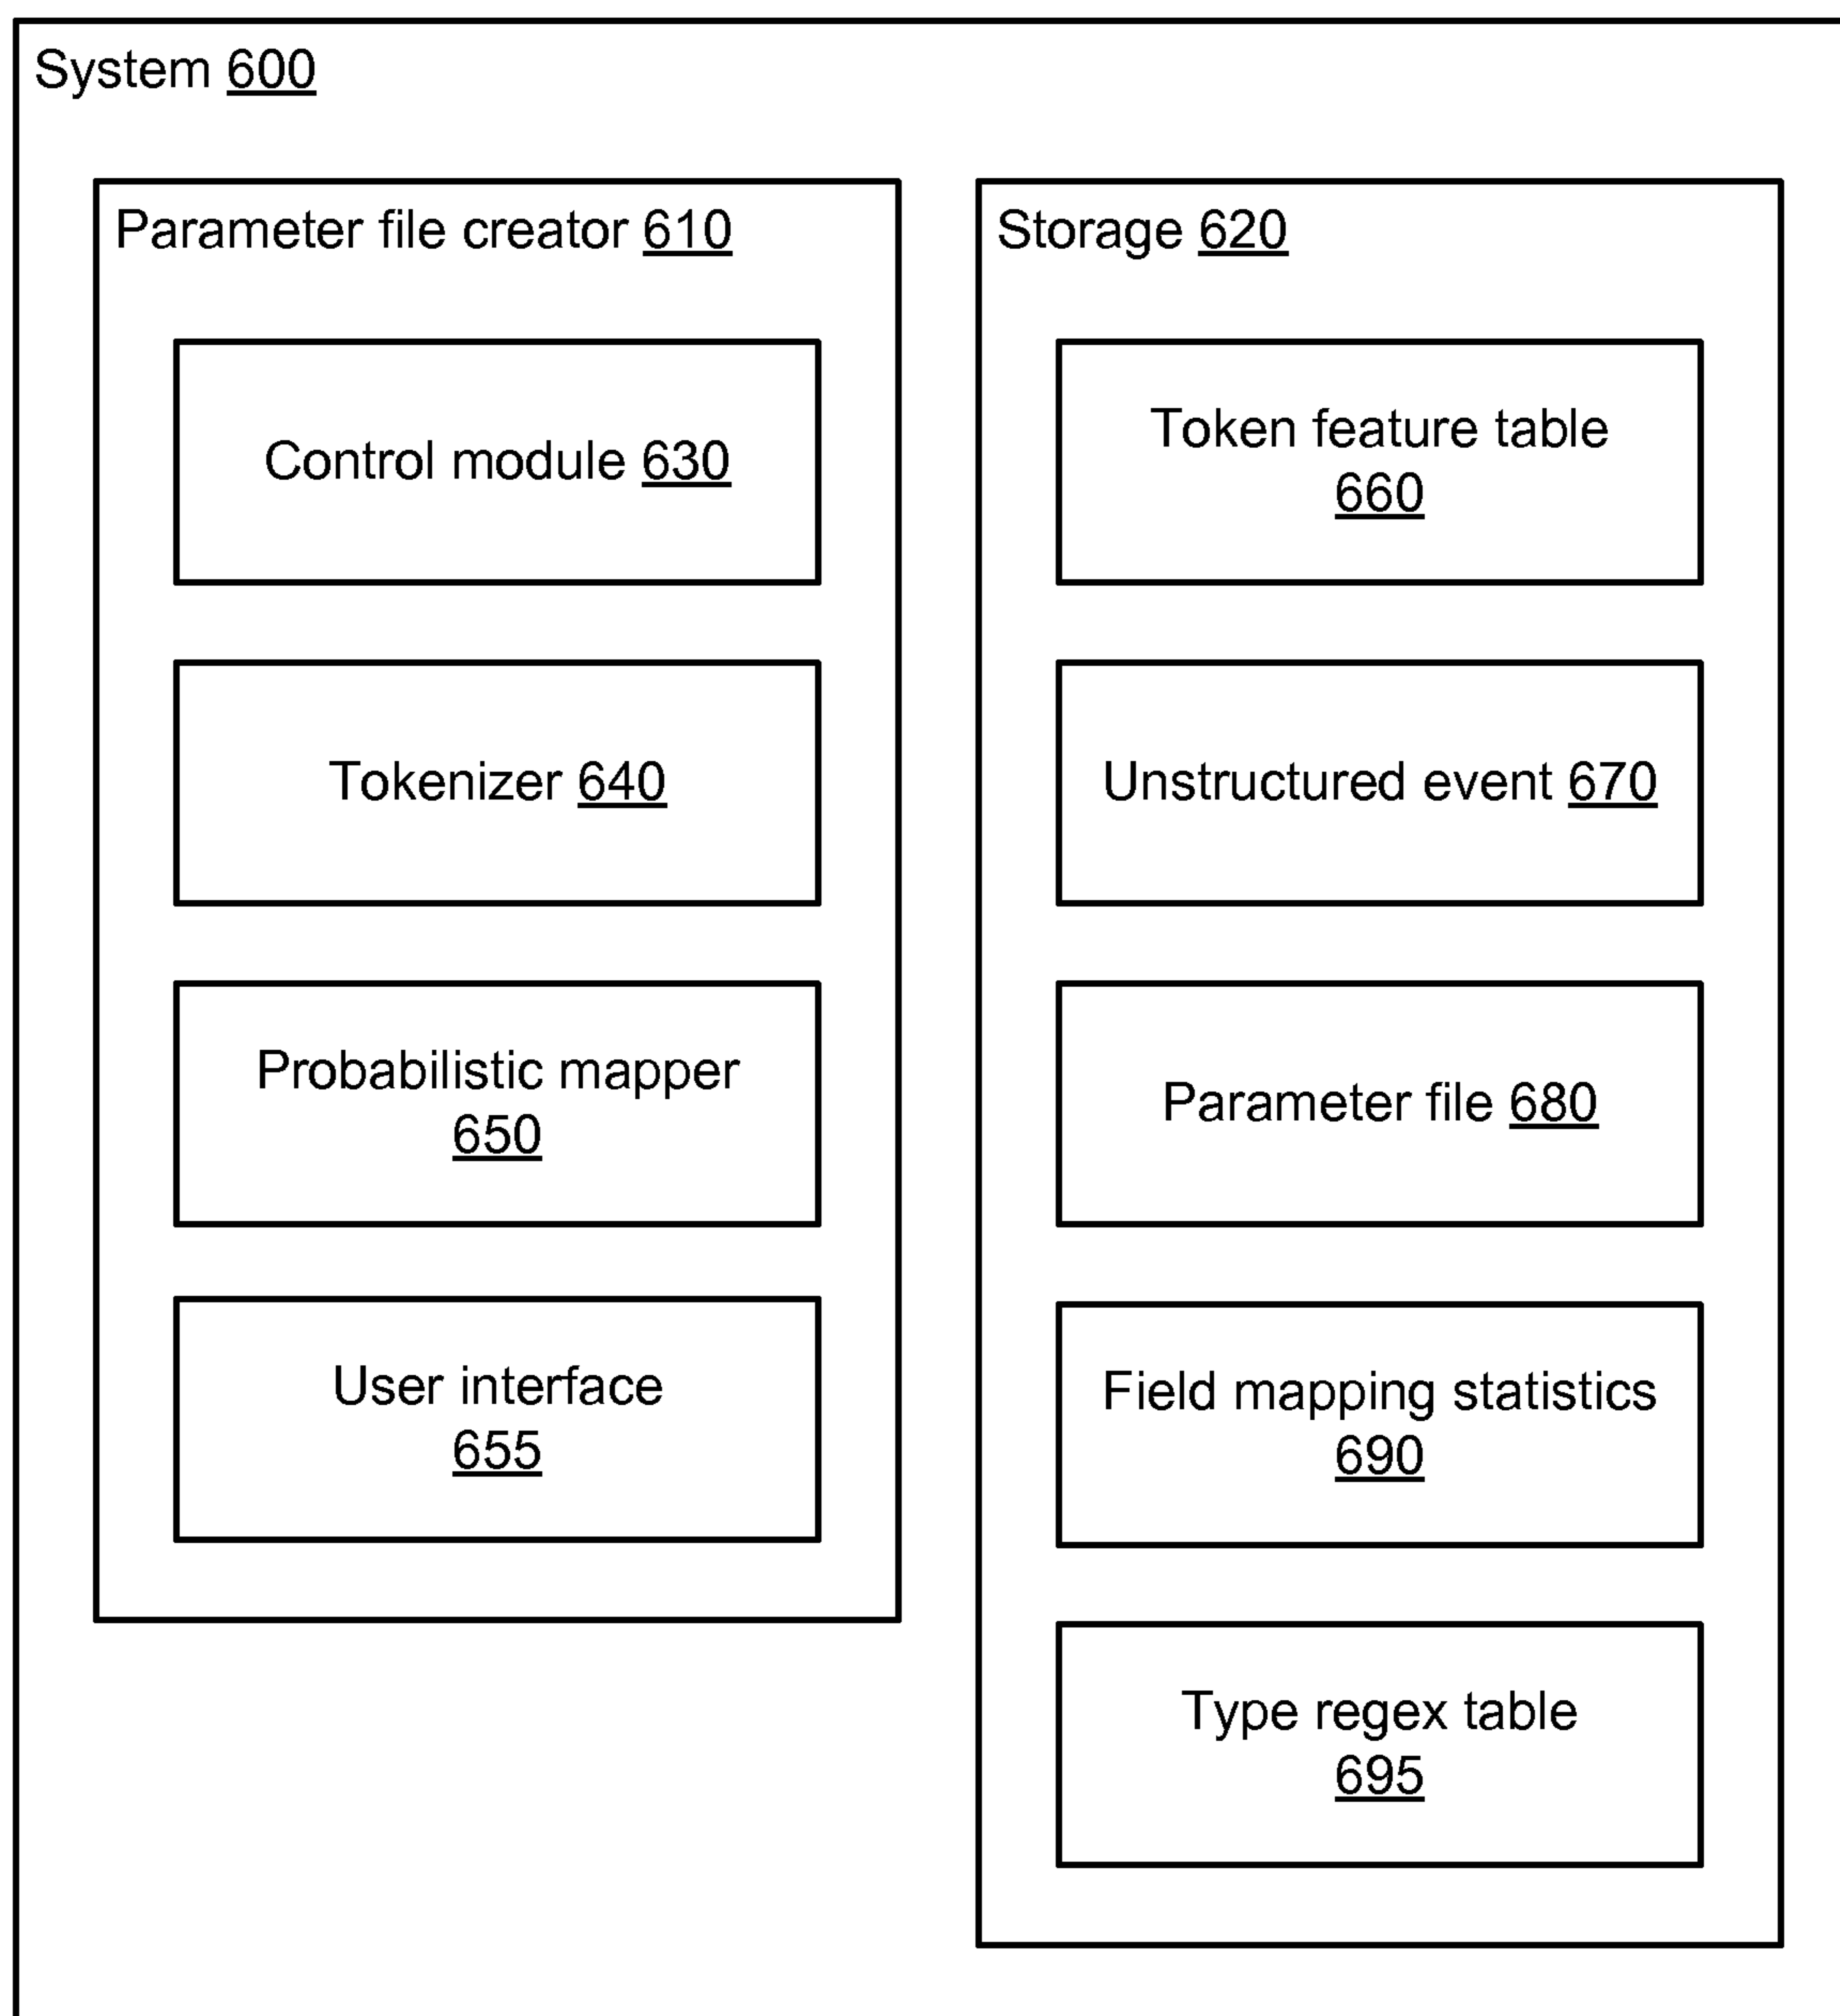 System 600
Parameter file creator 610
Control module 630
Tokenizer 640
Probabilistic mapper
650
User interface
655
Storage 620
Token feature table
660
Unstructured event 670
Parameter file 680
Field mapping statistics
690
Type regex table
695